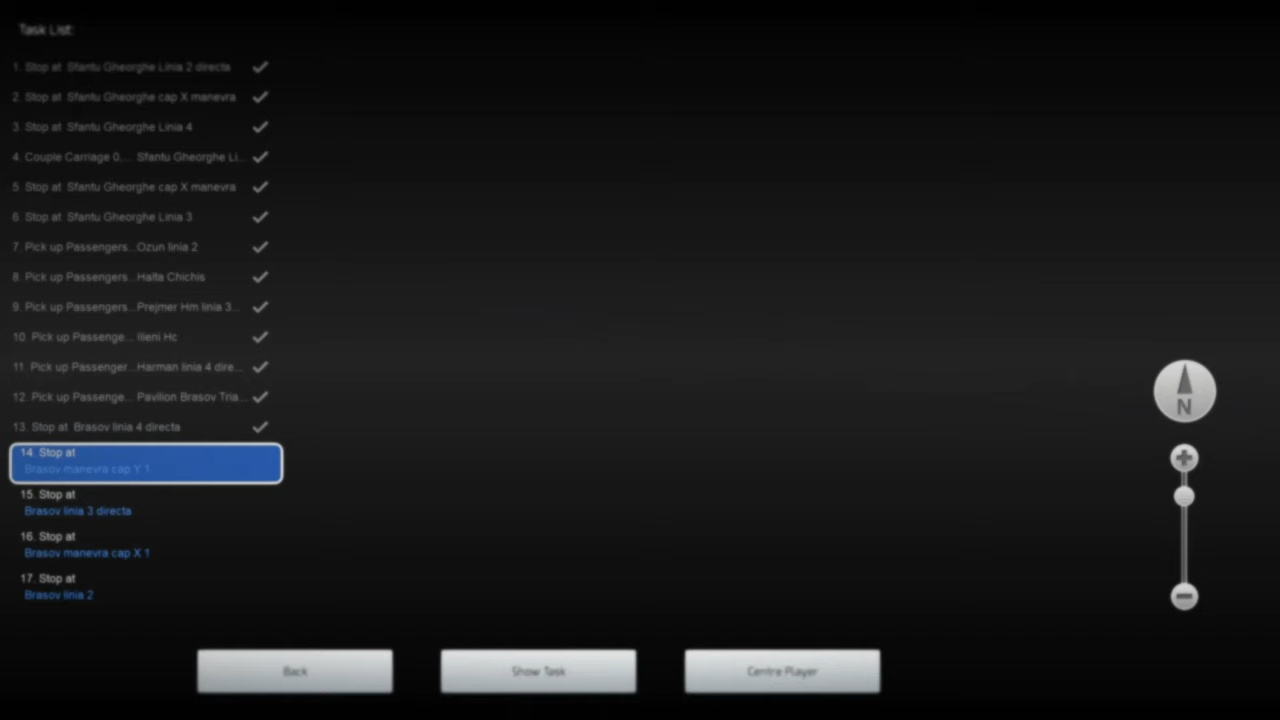 Task List:
1. Stop at Sfantu Gheorghe Linia 2 directa
2. Stop at Sfantu Gheorghe cap X manevra
3. Stop at Sfantu Gheorghe Linia 4
4. Couple Carriage 0... Sfantu Gheorghe Li...
5. Stop at Sfantu Gheorghe cap X manevra
6. Stop at Sfantu Gheorghe Linia 3
7. Pick up Passengers...Ozun linia 2
8. Pick up Passengers...Halta Chichis
9. Pick up Passengers...Prejmer Hm linia 3...
10. Pick up Passenge... Ilieni Hc
11. Pick up Passenger...Harman linia 4 dire...
12. Pick up Passenge... Pavilion Brasov Tria...
13. Stop at Brasov linia 4 directa
14. Stop at
Brasov manevra cap Y 1
15. Stop at
Brasov linia 3 directa
16. Stop at
Brasov manevra cap X 1
17. Stop at
Brasov linia 2
N
Back
Show Task
Centre Player